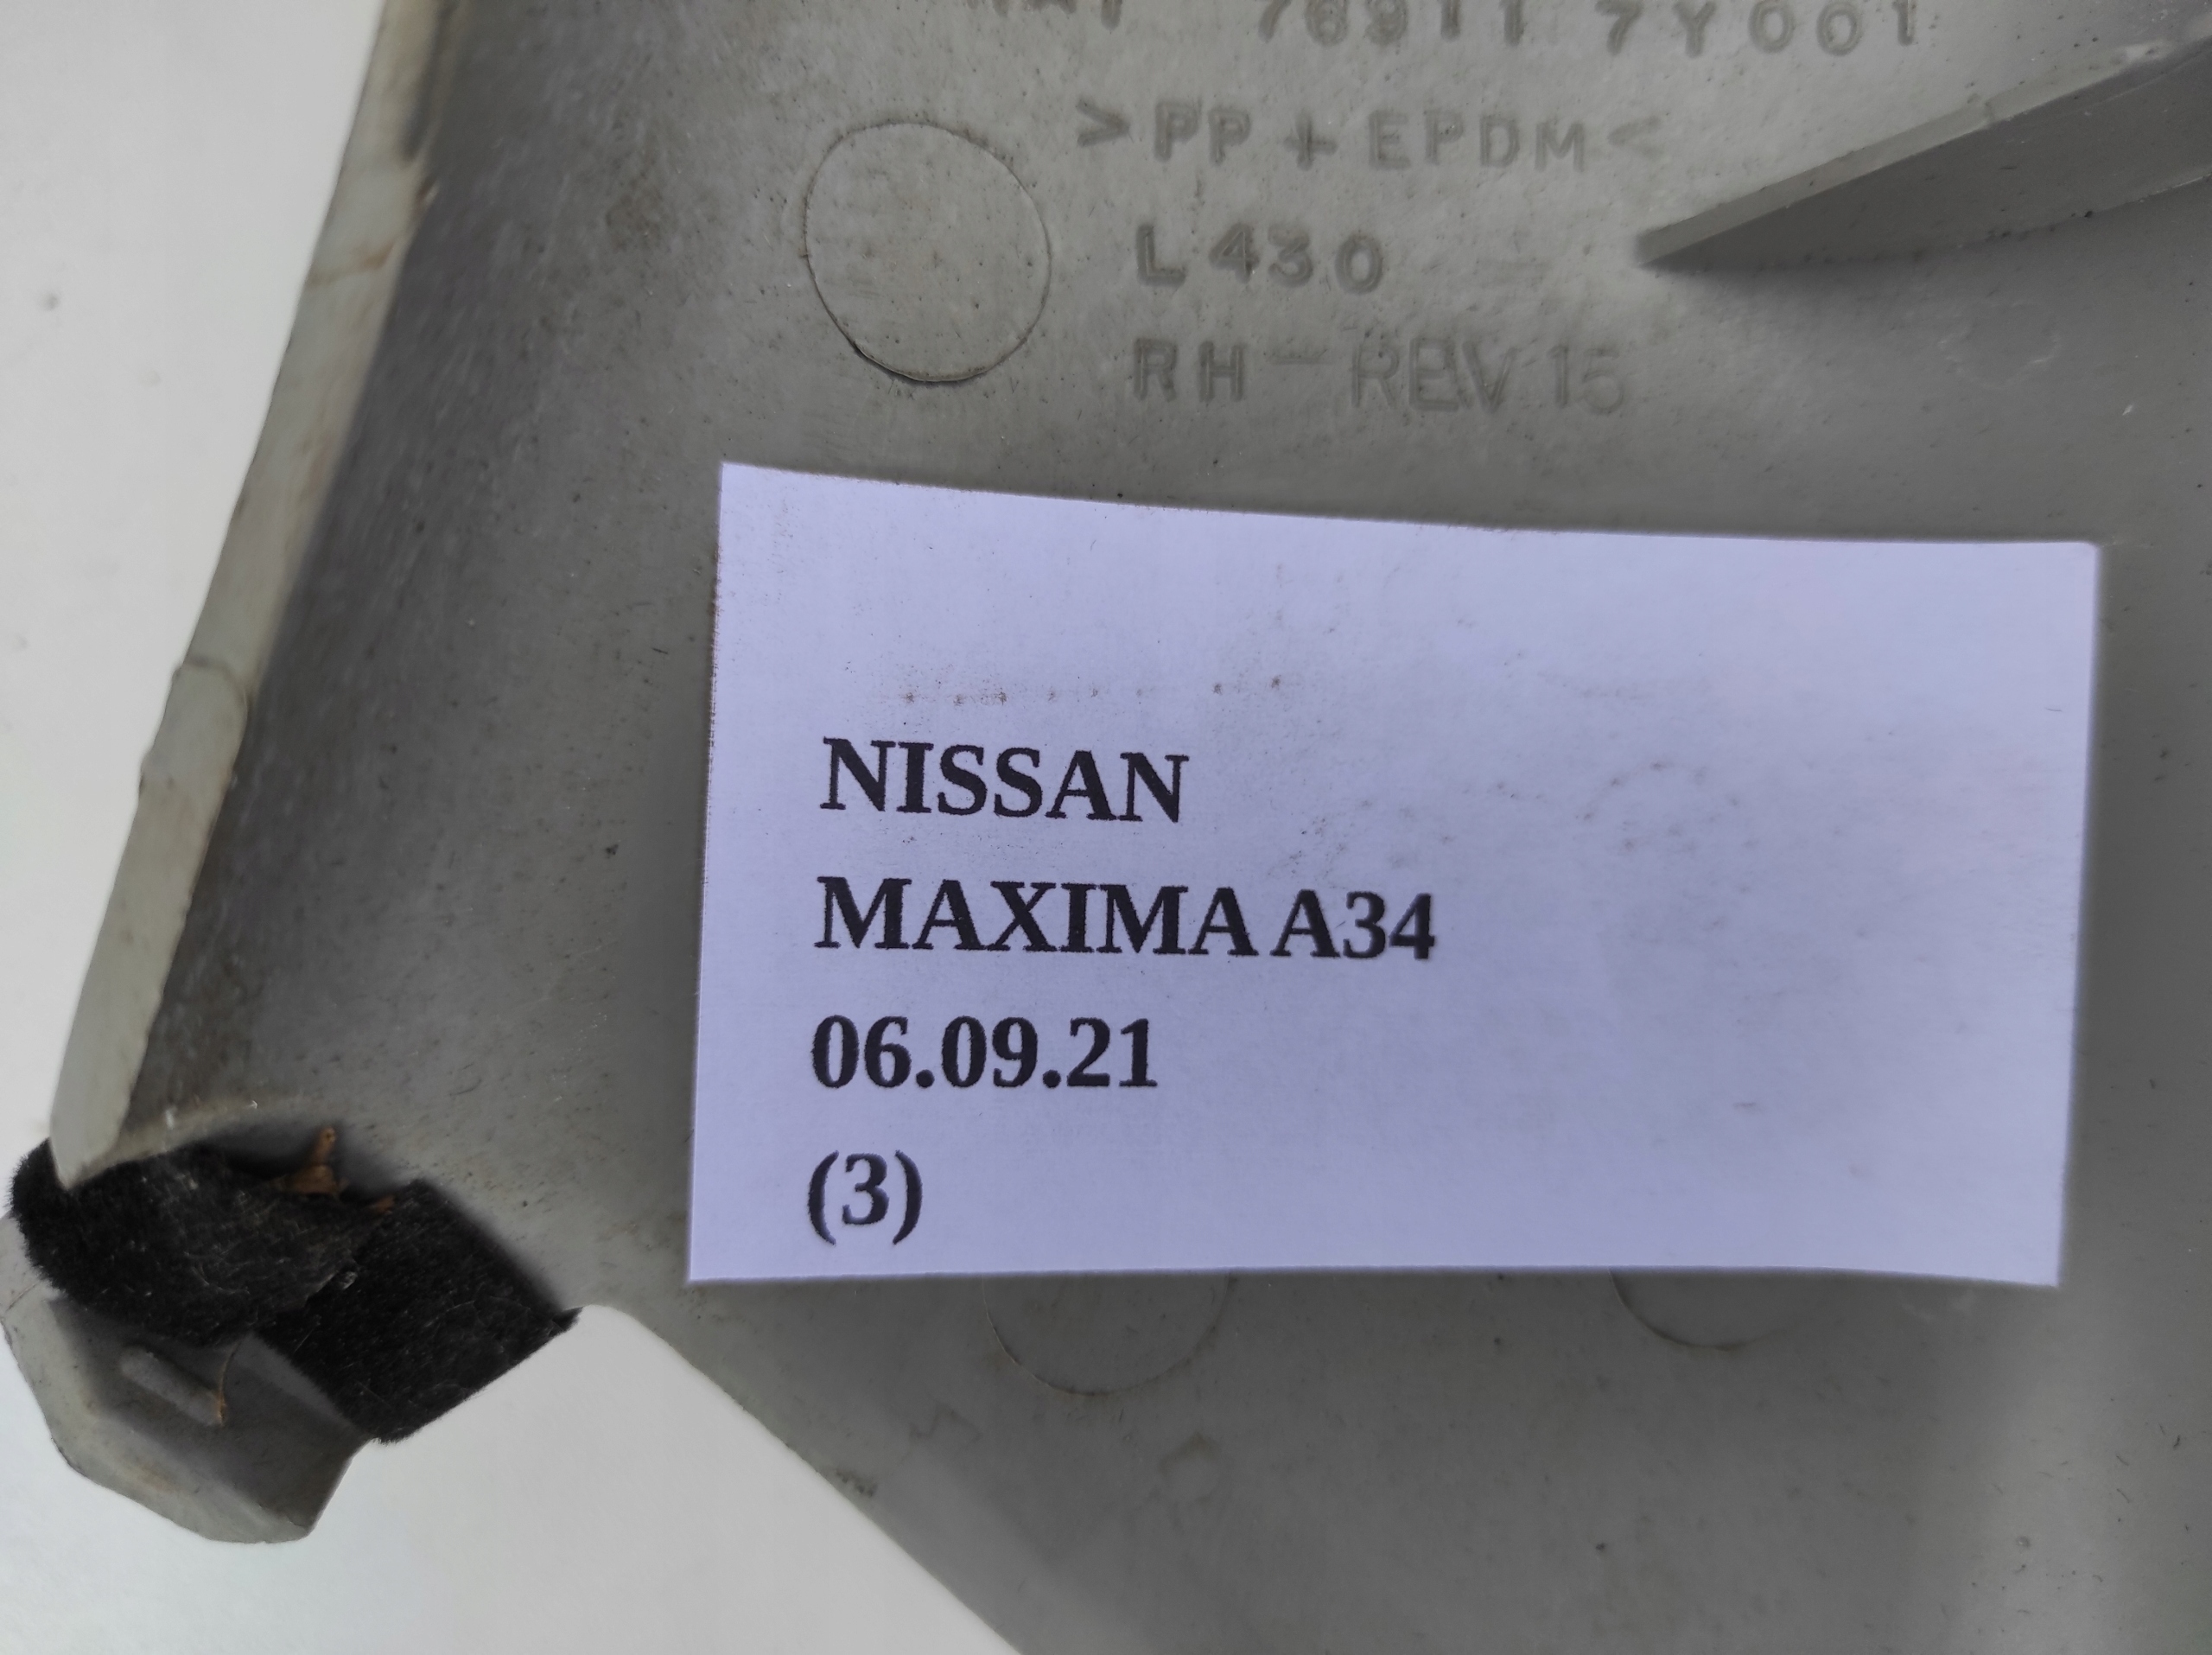 76911 7Y001
>PP+EPDM<
L430
RH-REV 15
NISSAN
MAXIMA A34
06.09.21
(3)